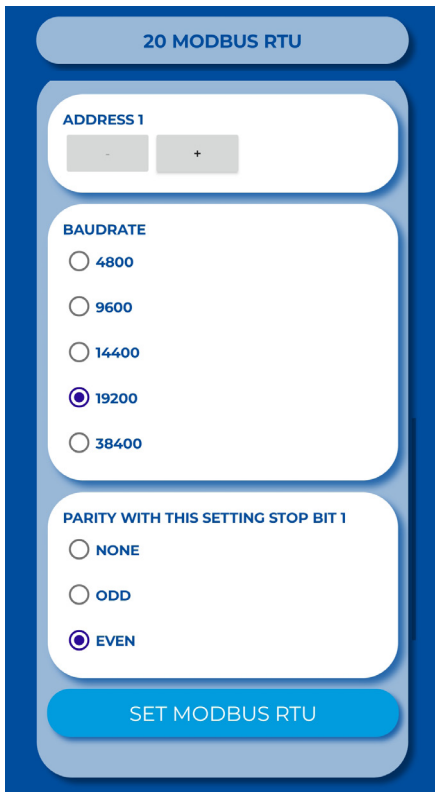 20 MODBUS RTU
ADDRESS 1
- +
BAUDRATE
4800
9600
14400
19200
38400
PARITY WITH THIS SETTING STOP BIT 1
NONE
ODD
EVEN
SET MODBUS RTU